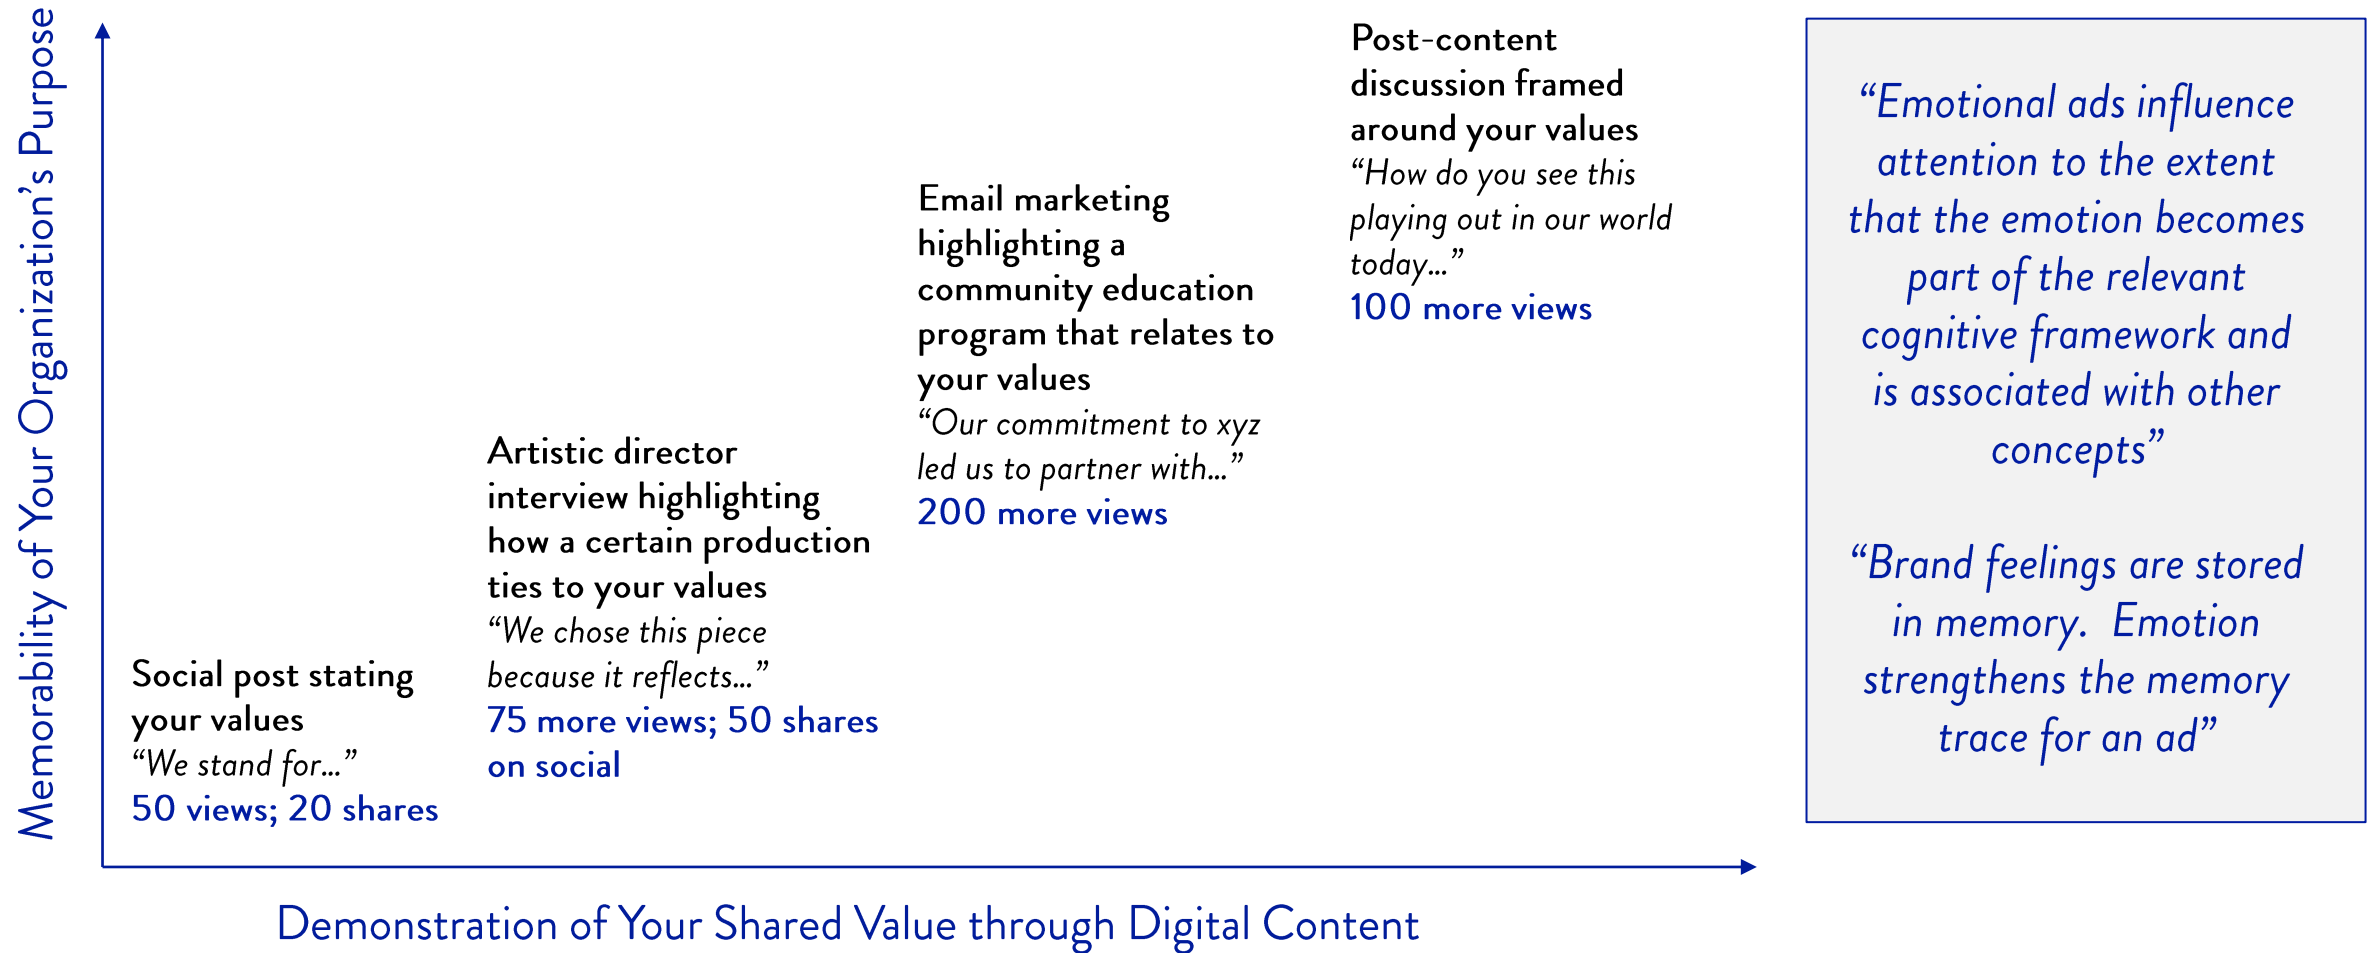 Memorability of Your Organization’s Purpose
Social post stating
your values
“We stand for…”
50 views; 20 shares
Artistic director
interview highlighting
how a certain production
ties to your values
“We chose this piece
because it reflects…”
75 more views; 50 shares
on social
Email marketing
highlighting a
community education
program that relates to
your values
“Our commitment to xyz
led us to partner with…”
200 more views
Post-content
discussion framed
around your values
“How do you see this
playing out in our world
today…”
100 more views
Demonstration of Your Shared Value through Digital Content
“Emotional ads influence
attention to the extent
that the emotion becomes
part of the relevant
cognitive framework and
is associated with other
concepts”
“Brand feelings are stored
in memory.  Emotion
strengthens the memory
trace for an ad”